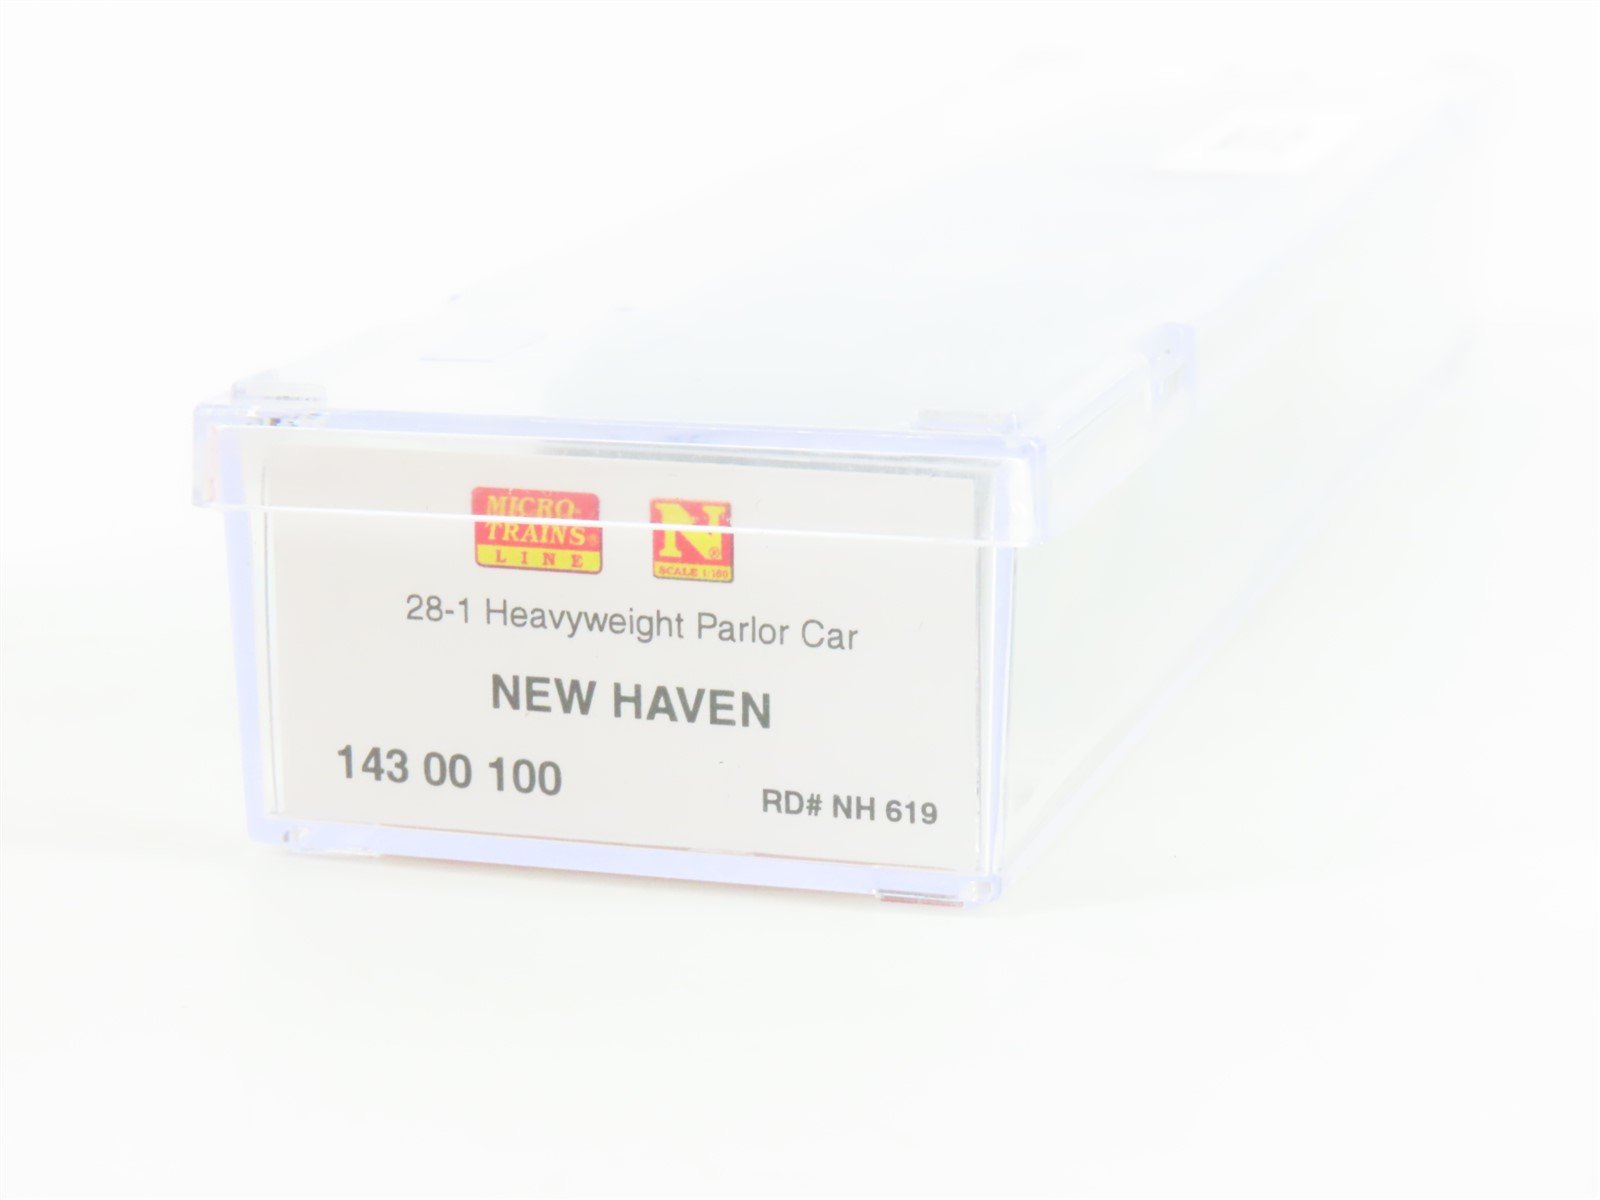 MICRO-
TRAINS®
LINE
N®
SCALE 1:160
28-1 Heavyweight Parlor Car
NEW HAVEN
143 00 100
RD# NH 619